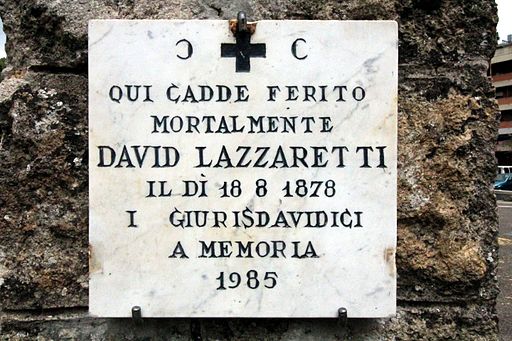 Ɔ ✚ C
QUI CADDE FERITO
MORTALMENTE
DAVID LAZZARETTI
IL DÌ 18 8 1878
I GIURISDAVIDICI
A MEMORIA
1985